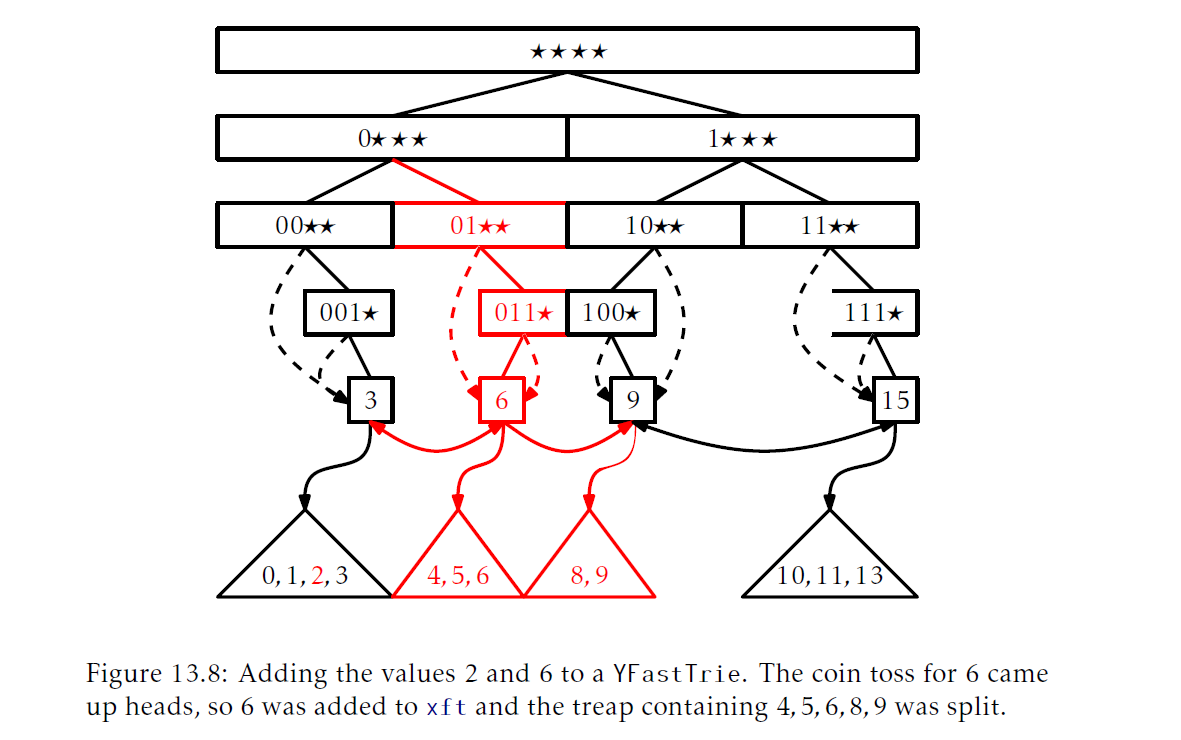 ★★★★
0★★★ 1★★★
00★★ 01★★ 10★★ 11★★
001★ 011★ 100★ 111★
3 6 9 15
0, 1, 2, 3 4, 5, 6 8, 9 10, 11, 13
Figure 13.8: Adding the values 2 and 6 to a YFastTrie. The coin toss for 6 came
up heads, so 6 was added to xft and the treap containing 4, 5, 6, 8, 9 was split.